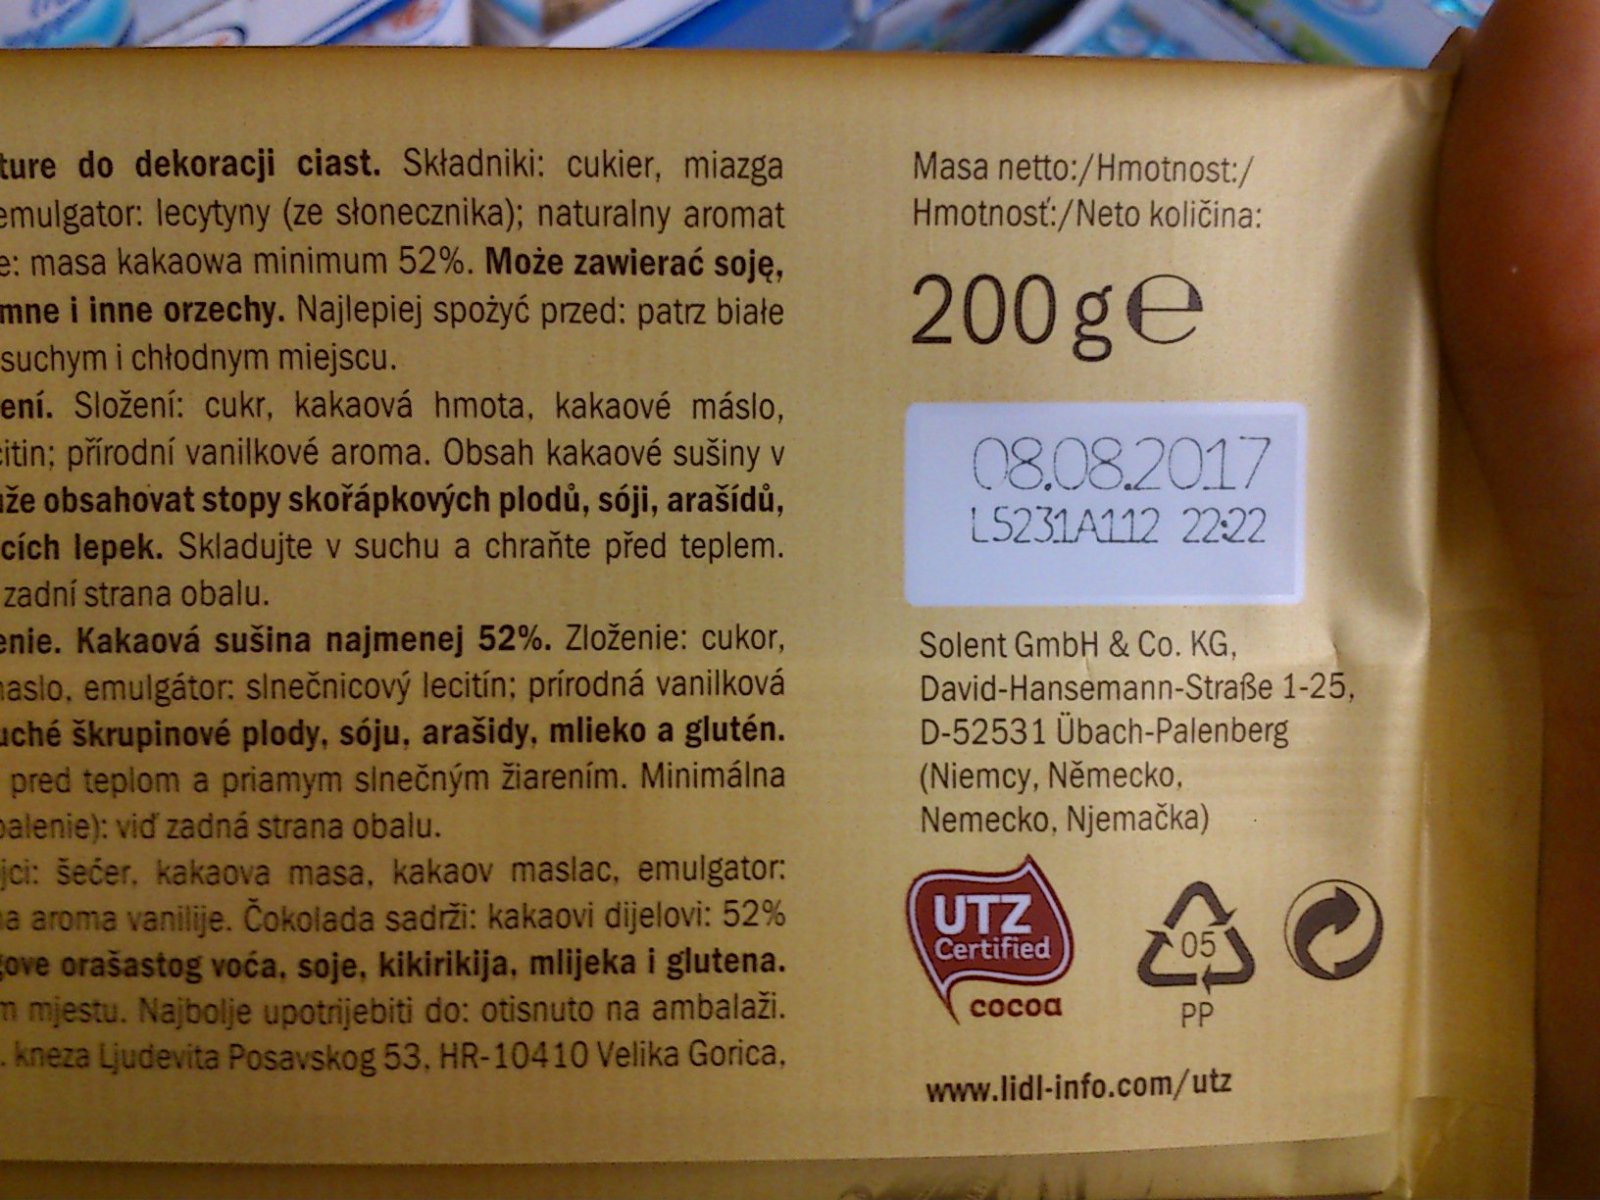 ture do dekoracji ciast. Składniki: cukier, miazga
emulgator: lecytyny (ze słonecznika); naturalny aromat
e: masa kakaowa minimum 52%. Może zawierać soję,
mne i inne orzechy. Najlepiej spożyć przed: patrz białe
suchym i chłodnym miejscu.
ení. Složení: cukr, kakaová hmota, kakaové máslo,
citin; přírodní vanilkové aroma. Obsah kakaové sušiny v
ůže obsahovat stopy skořápkových plodů, sóji, arašídů,
cích lepek. Skladujte v suchu a chraňte před teplem.
zadní strana obalu.
enie. Kakaová sušina najmenej 52%. Zloženie: cukor,
maslo, emulgátor: slnečnicový lecitín; prírodná vanilková
uché škrupinové plody, sóju, arašidy, mlieko a glutén.
pred teplom a priamym slnečným žiarením. Minimálna
balenie): viď zadná strana obalu.
jci: šećer, kakaova masa, kakaov maslac, emulgator:
na aroma vanilije. Čokolada sadrži: kakaovi dijelovi: 52%
gove orašastog voća, soje, kikirikija, mlijeka i glutena.
m mjestu. Najbolje upotrijebiti do: otisnuto na ambalaži.
. kneza Ljudevita Posavskog 53, HR-10410 Velika Gorica,
Masa netto:/Hmotnost:/
Hmotnosť:/Neto količina:
200 g e
08.08.2017
L5231A112 22:22
Solent GmbH & Co. KG,
David-Hansemann-Straße 1-25,
D-52531 Übach-Palenberg
(Niemcy, Německo,
Nemecko, Njemačka)
UTZ
Certified
cocoa
05
PP
www.lidl-info.com/utz